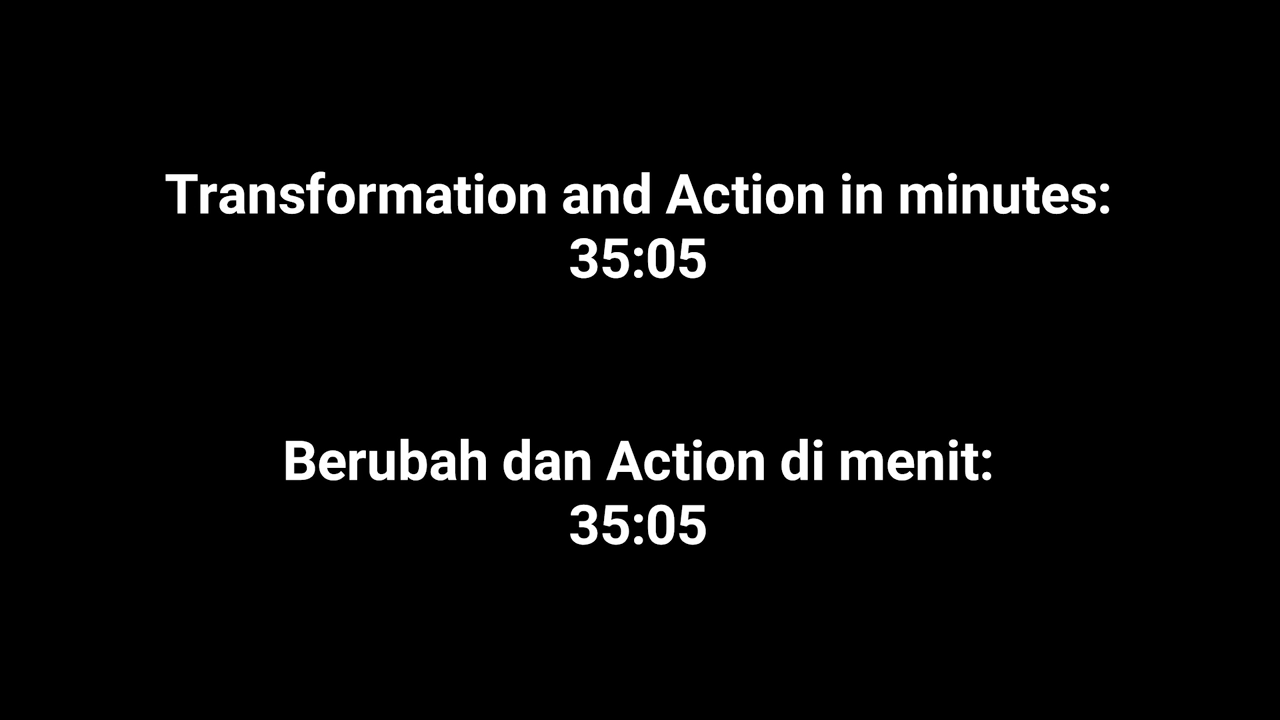 Transformation and Action in minutes:
35:05
Berubah dan Action di menit:
35:05